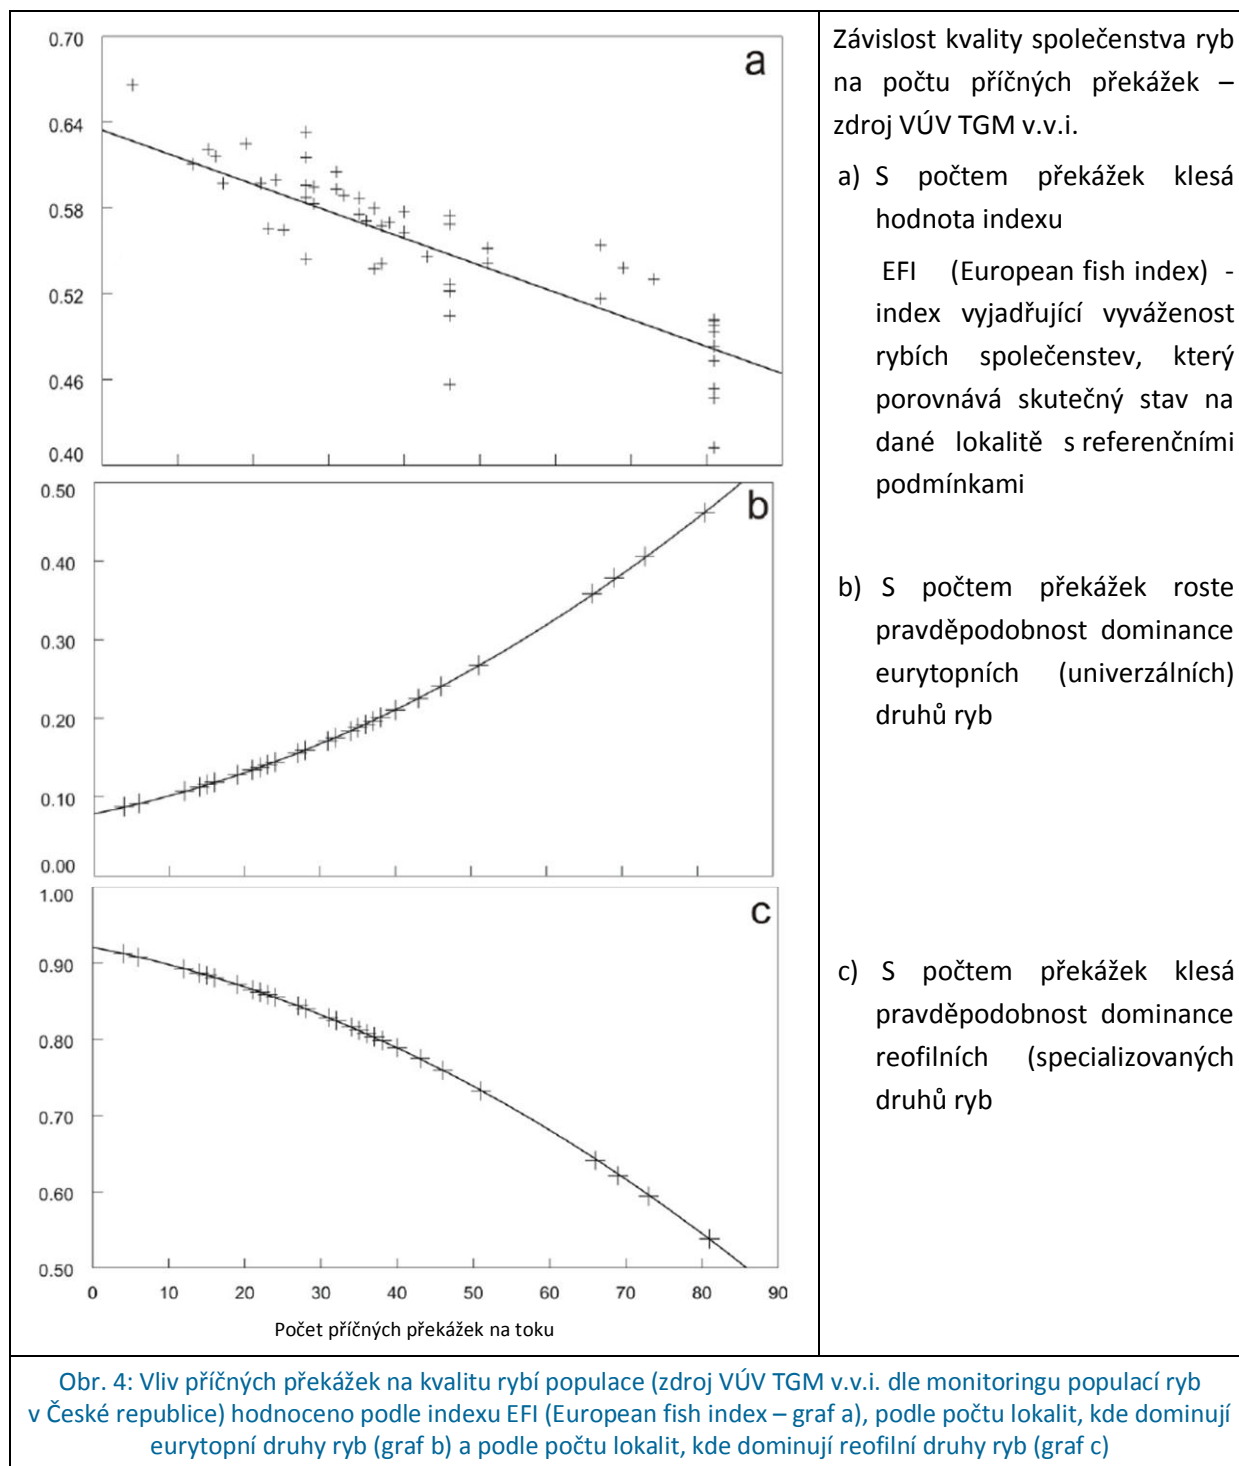 a
0.70
0.64
0.58
0.52
0.46
0.40
b
0.50
0.40
0.30
0.20
0.10
0.00
c
1.00
0.90
0.80
0.70
0.60
0.50
0 10 20 30 40 50 60 70 80 90
Počet příčných překážek na toku
Závislost kvality společenstva ryb
na počtu příčných překážek –
zdroj VÚV TGM v.v.i.
a) S počtem překážek klesá
hodnota indexu
EFI (European fish index) -
index vyjadřující vyváženost
rybích společenstev, který
porovnává skutečný stav na
dané lokalitě s referenčními
podmínkami
b) S počtem překážek roste
pravděpodobnost dominance
eurytopních (univerzálních)
druhů ryb
c) S počtem překážek klesá
pravděpodobnost dominance
reofilních (specializovaných
druhů ryb
Obr. 4: Vliv příčných překážek na kvalitu rybí populace (zdroj VÚV TGM v.v.i. dle monitoringu populací ryb
v České republice) hodnoceno podle indexu EFI (European fish index – graf a), podle počtu lokalit, kde dominují
eurytopní druhy ryb (graf b) a podle počtu lokalit, kde dominují reofilní druhy ryb (graf c)